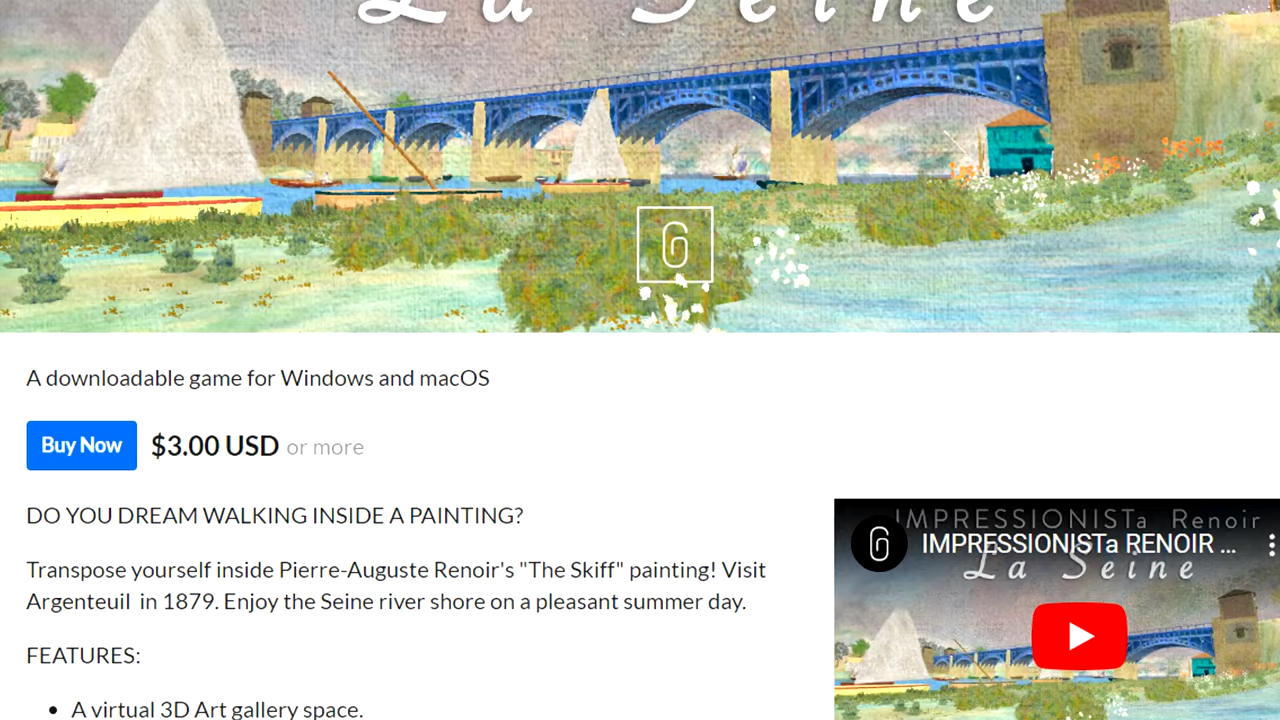 La Seine
G
A downloadable game for Windows and macOS
Buy Now $3.00 USD or more
DO YOU DREAM WALKING INSIDE A PAINTING?
Transpose yourself inside Pierre-Auguste Renoir's "The Skiff" painting! Visit
Argenteuil in 1879. Enjoy the Seine river shore on a pleasant summer day.
FEATURES:
• A virtual 3D Art gallery space.
IMPRESSIONISTa Renoir
G IMPRESSIONISTa RENOIR ...
La Seine